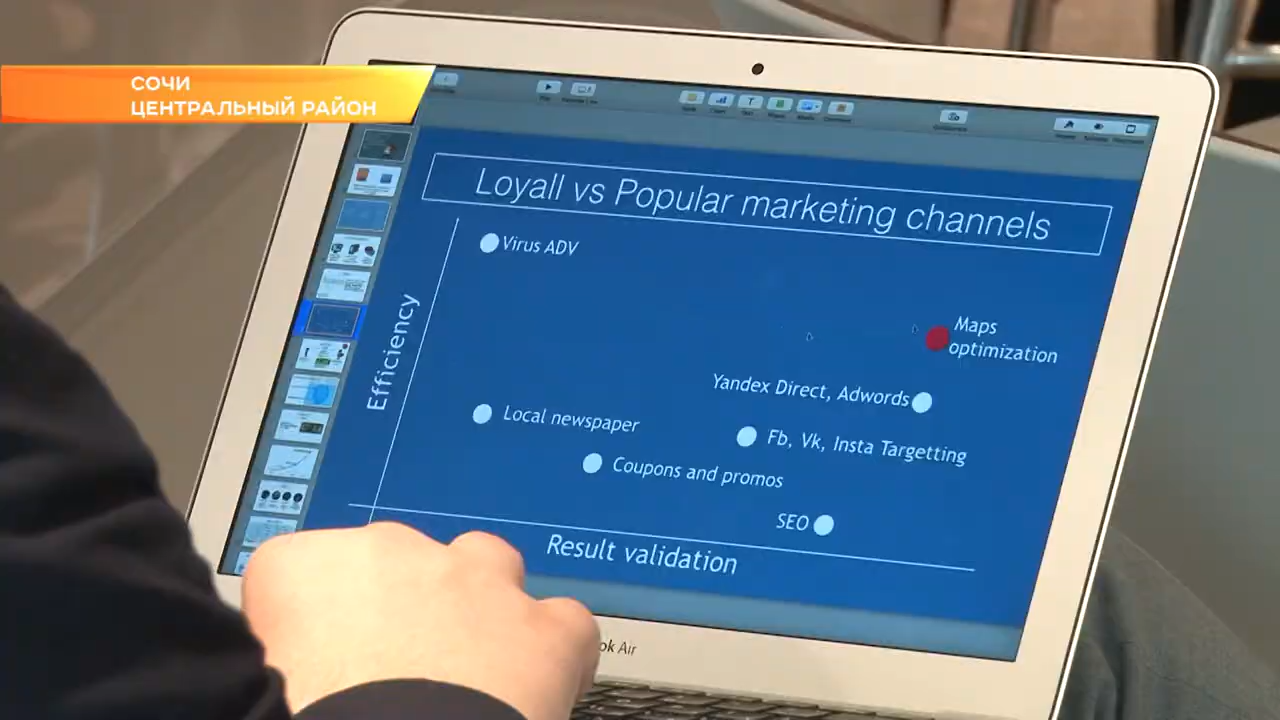 СОЧИ
ЦЕНТРАЛЬНЫЙ РАЙОН
Loyall vs Popular marketing channels
Virus ADV
Maps
optimization
Efficiency
Yandex Direct, Adwords
Local newspaper
Fb, Vk, Insta Targetting
Coupons and promos
SEO
Result validation
ok Air